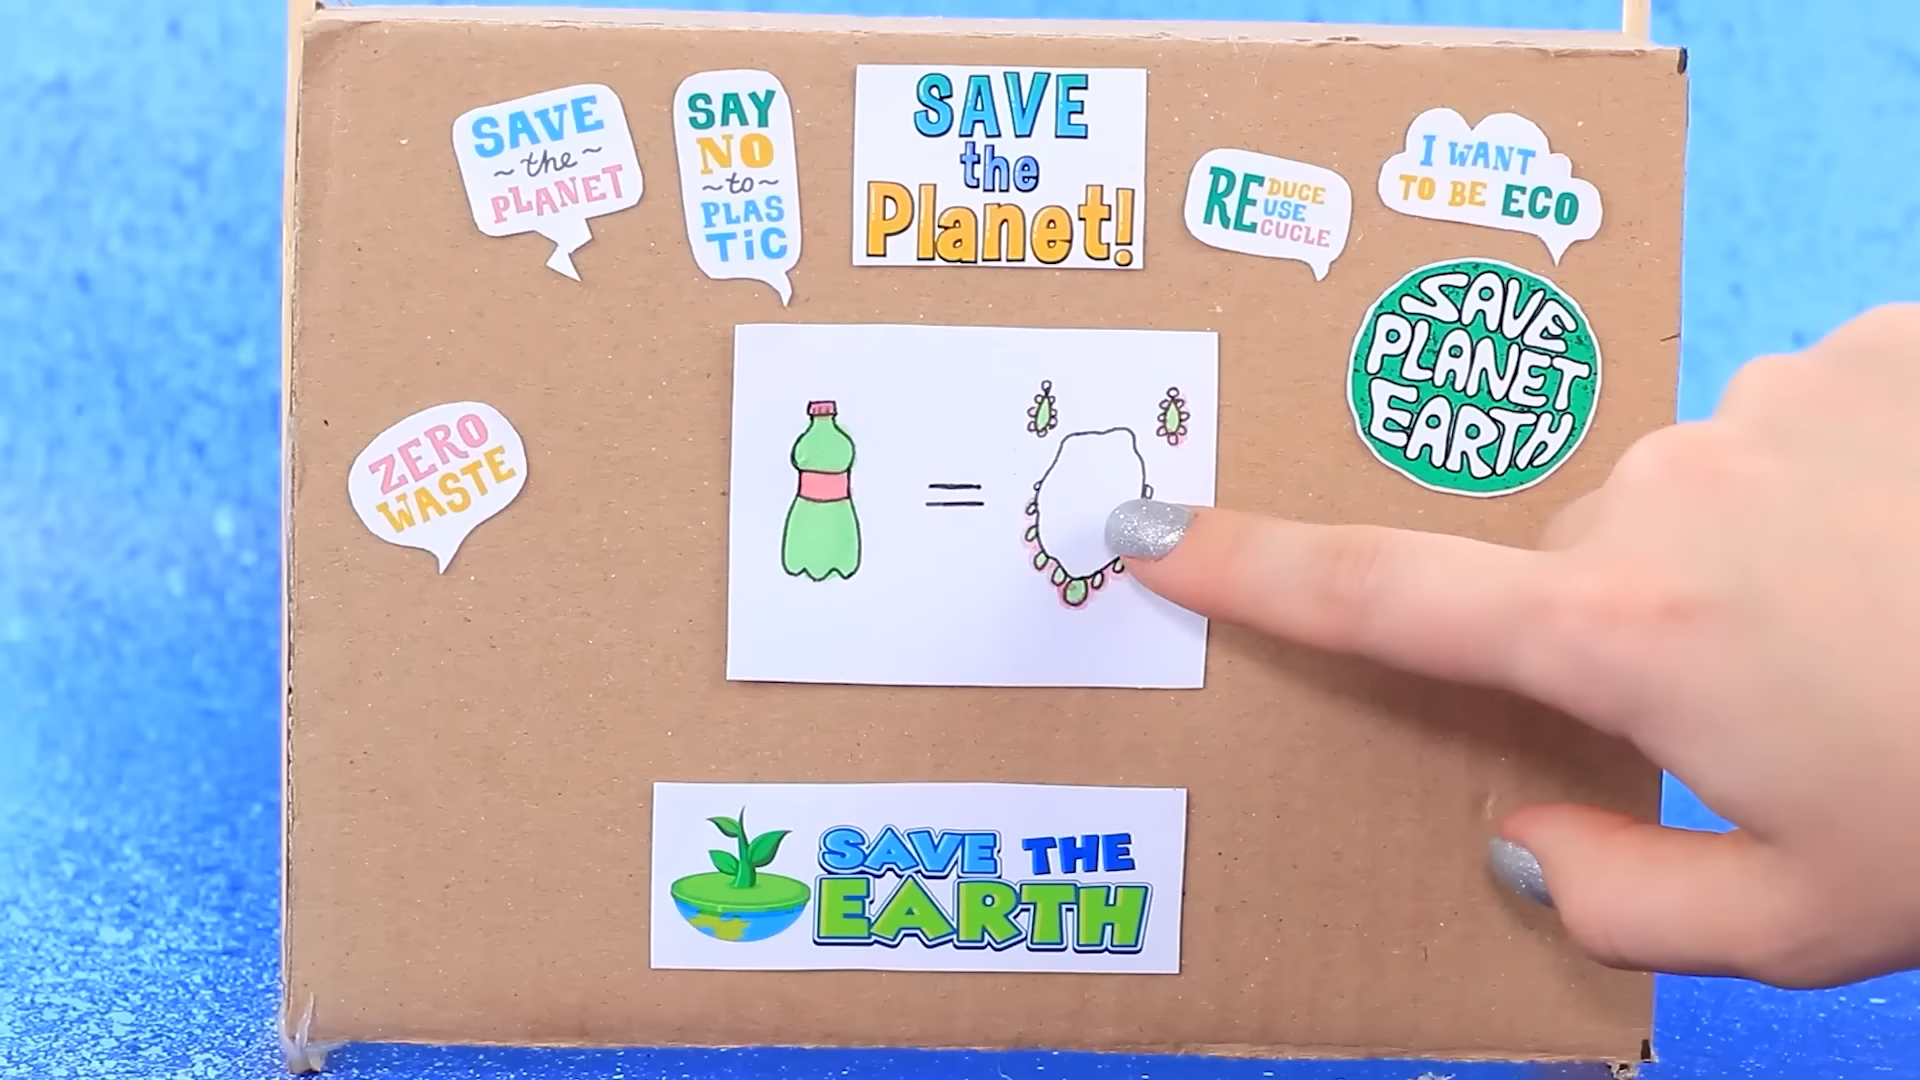 SAVE
~the~
PLANET
SAY
NO
~to~
PLAS
TiC
SAVE
the
Planet!
REDUCE
USE
CUCLE
I WANT
TO BE ECO
SAVE
PLANET
EARTH
ZERO
WASTE
=
SAVE THE
EARTH